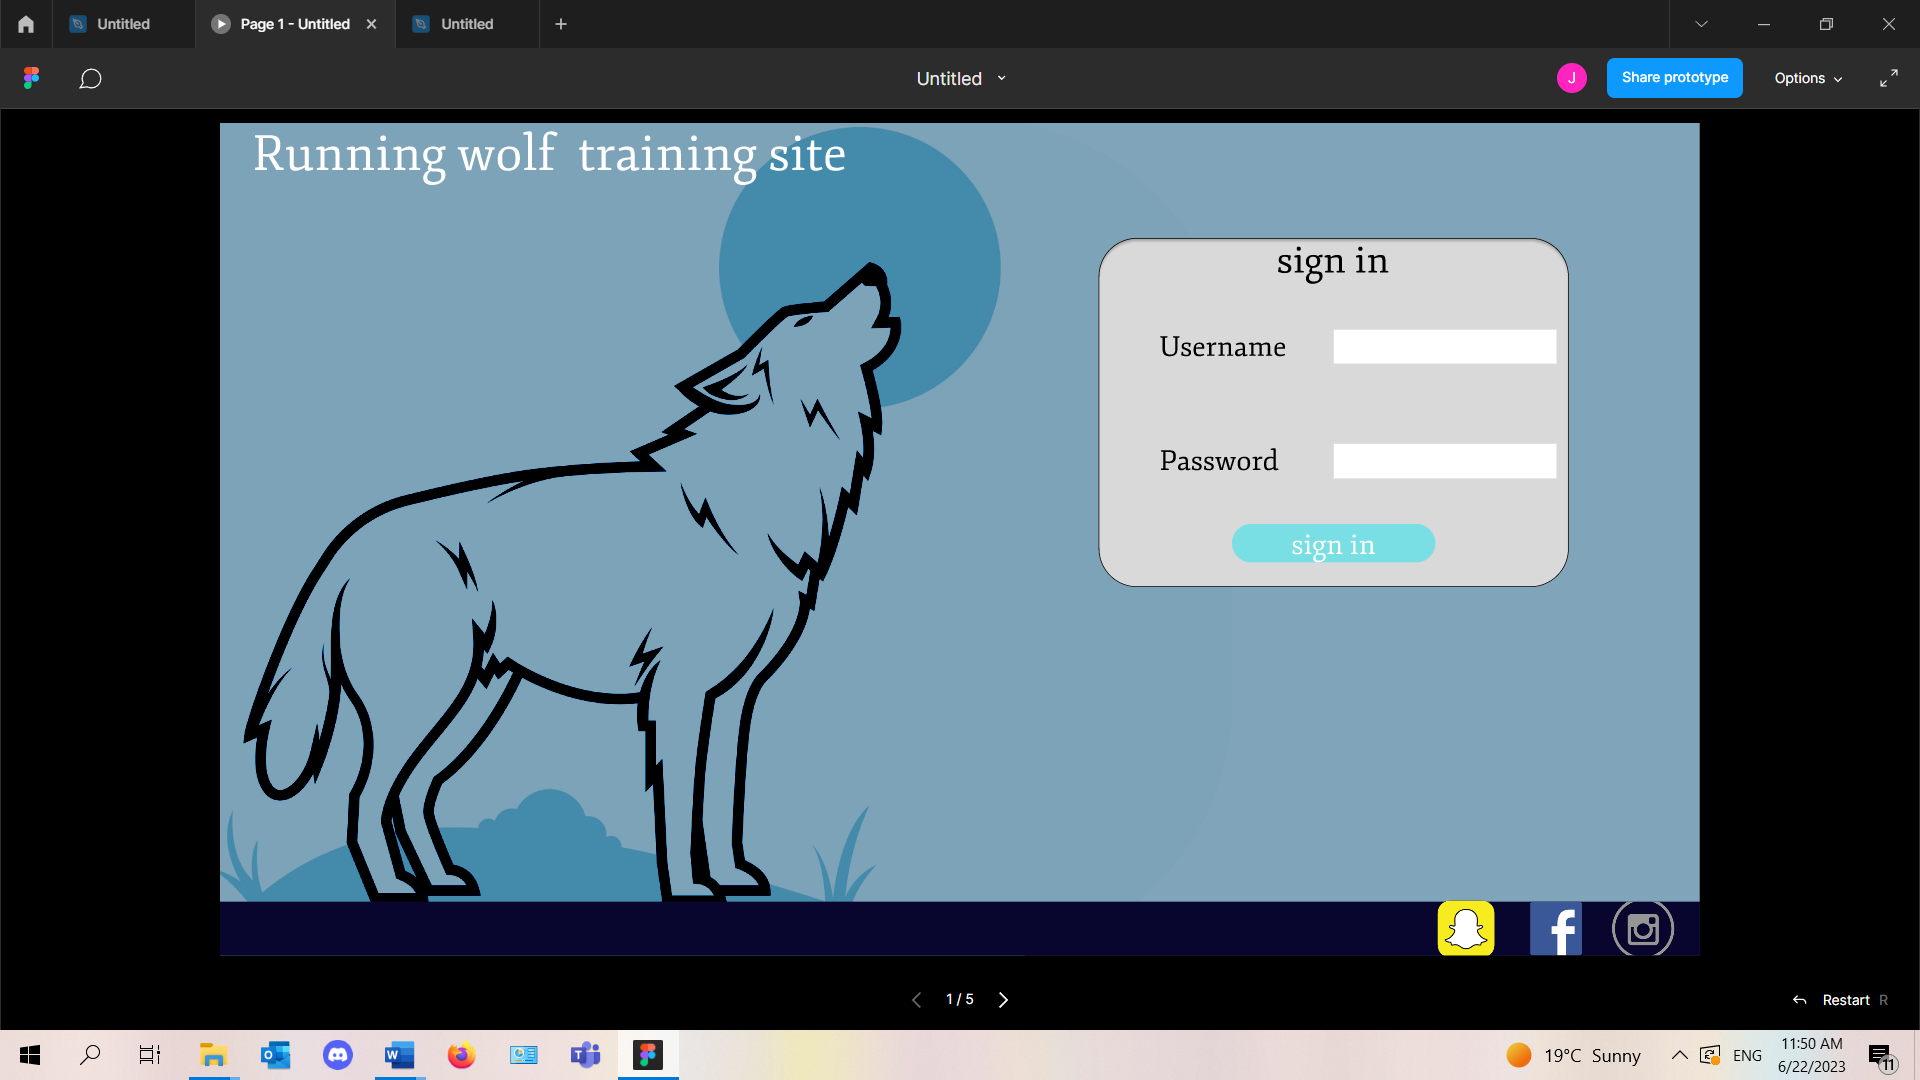 Untitled
Page 1 - Untitled
Untitled
Untitled
J
Share prototype
Options
Running wolf  training site
sign in
Username
Password
sign in
1 / 5
Restart R
19°C Sunny
ENG
11:50 AM
6/22/2023
11